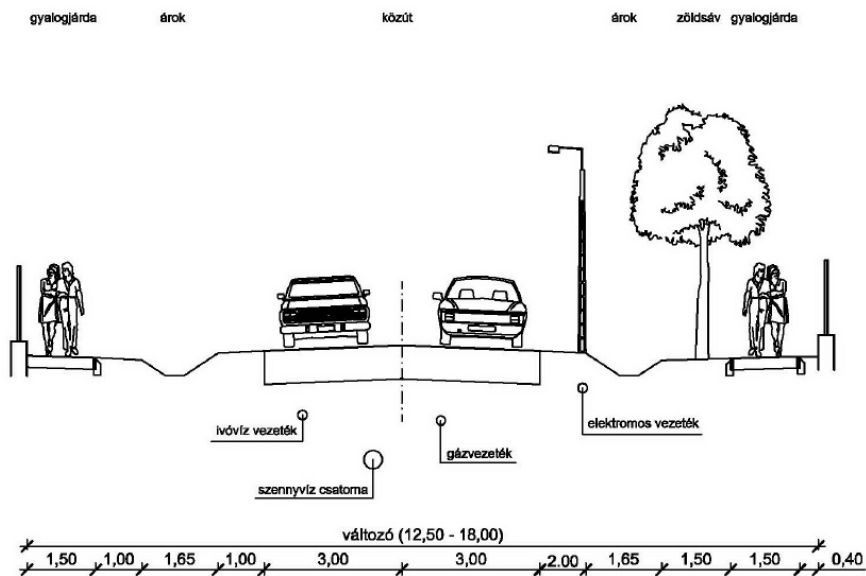 gyalogjárda árok közút árok zöldsáv gyalogjárda
ivóvíz vezeték
gázvezeték
elektromos vezeték
szennyvíz csatorna
változó (12,50 - 18,00)
1,50 1,00 1,65 1,00 3,00 3,00 2.00 1,65 1,50 1,50 0,40